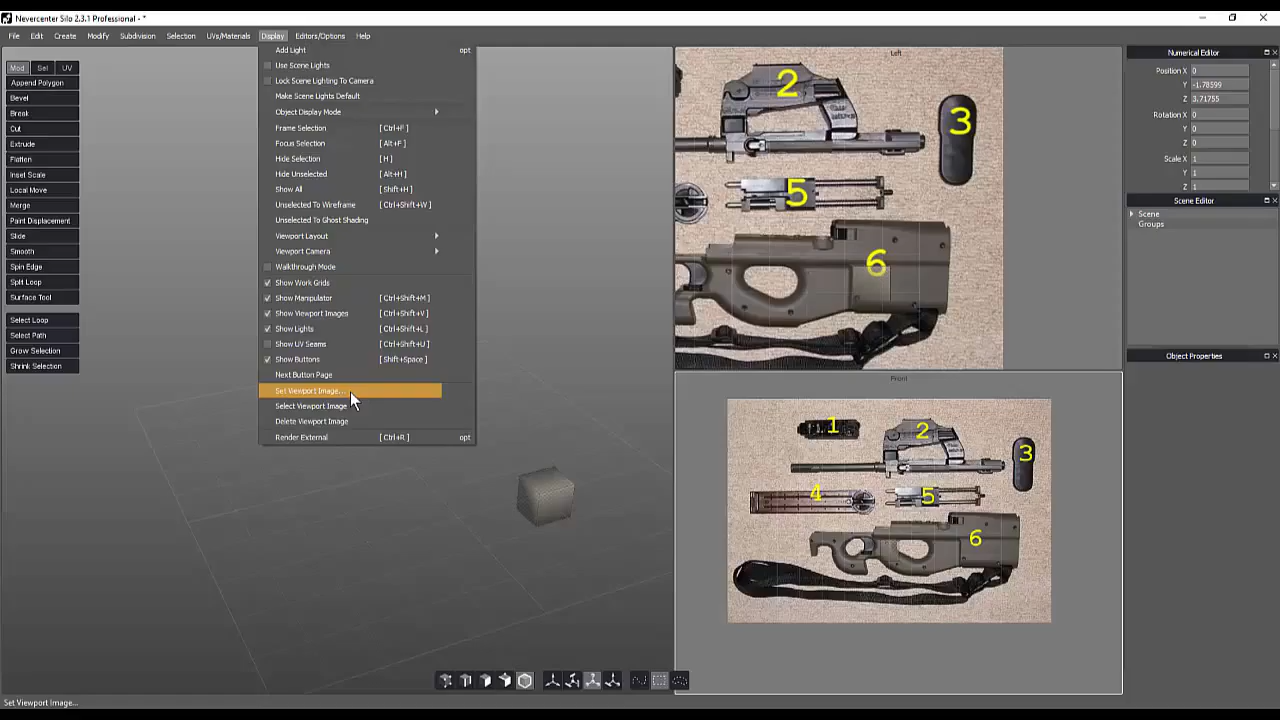 Nevercenter Silo 2.3.1 Professional - *
File Edit Create Modify Subdivision Selection UVs/Materials Display Editors/Options Help
Mod Sel UV
Append Polygon
Bevel
Break
Cut
Extrude
Flatten
Inset Scale
Local Move
Merge
Paint Displacement
Slide
Smooth
Spin Edge
Split Loop
Surface Tool
Select Loop
Select Path
Grow Selection
Shrink Selection
Add Light opt
Use Scene Lights
Lock Scene Lighting To Camera
Make Scene Lights Default
Object Display Mode
Frame Selection [ Ctrl+F ]
Focus Selection [ Alt+F ]
Hide Selection [ H ]
Hide Unselected [ Alt+H ]
Show All [ Shift+H ]
Unselected To Wireframe [ Ctrl+Shift+W ]
Unselected To Ghost Shading
Viewport Layout
Viewport Camera
Walkthrough Mode
Show Work Grids
Show Manipulator [ Ctrl+Shift+M ]
Show Viewport Images [ Ctrl+Shift+V ]
Show Lights [ Ctrl+Shift+L ]
Show UV Seams [ Ctrl+Shift+U ]
Show Buttons [ Shift+Space ]
Next Button Page
Set Viewport Image...
Select Viewport Image
Delete Viewport Image
Render External [ Ctrl+R ] opt
Left
2
3
5
6
Front
1
2
3
4
5
6
Numerical Editor
Position X 0
Y -1.78599
Z 3.71755
Rotation X 0
Y 0
Z 0
Scale X 1
Y 1
Z 1
Scene Editor
Scene
Groups
Object Properties
Set Viewport Image...